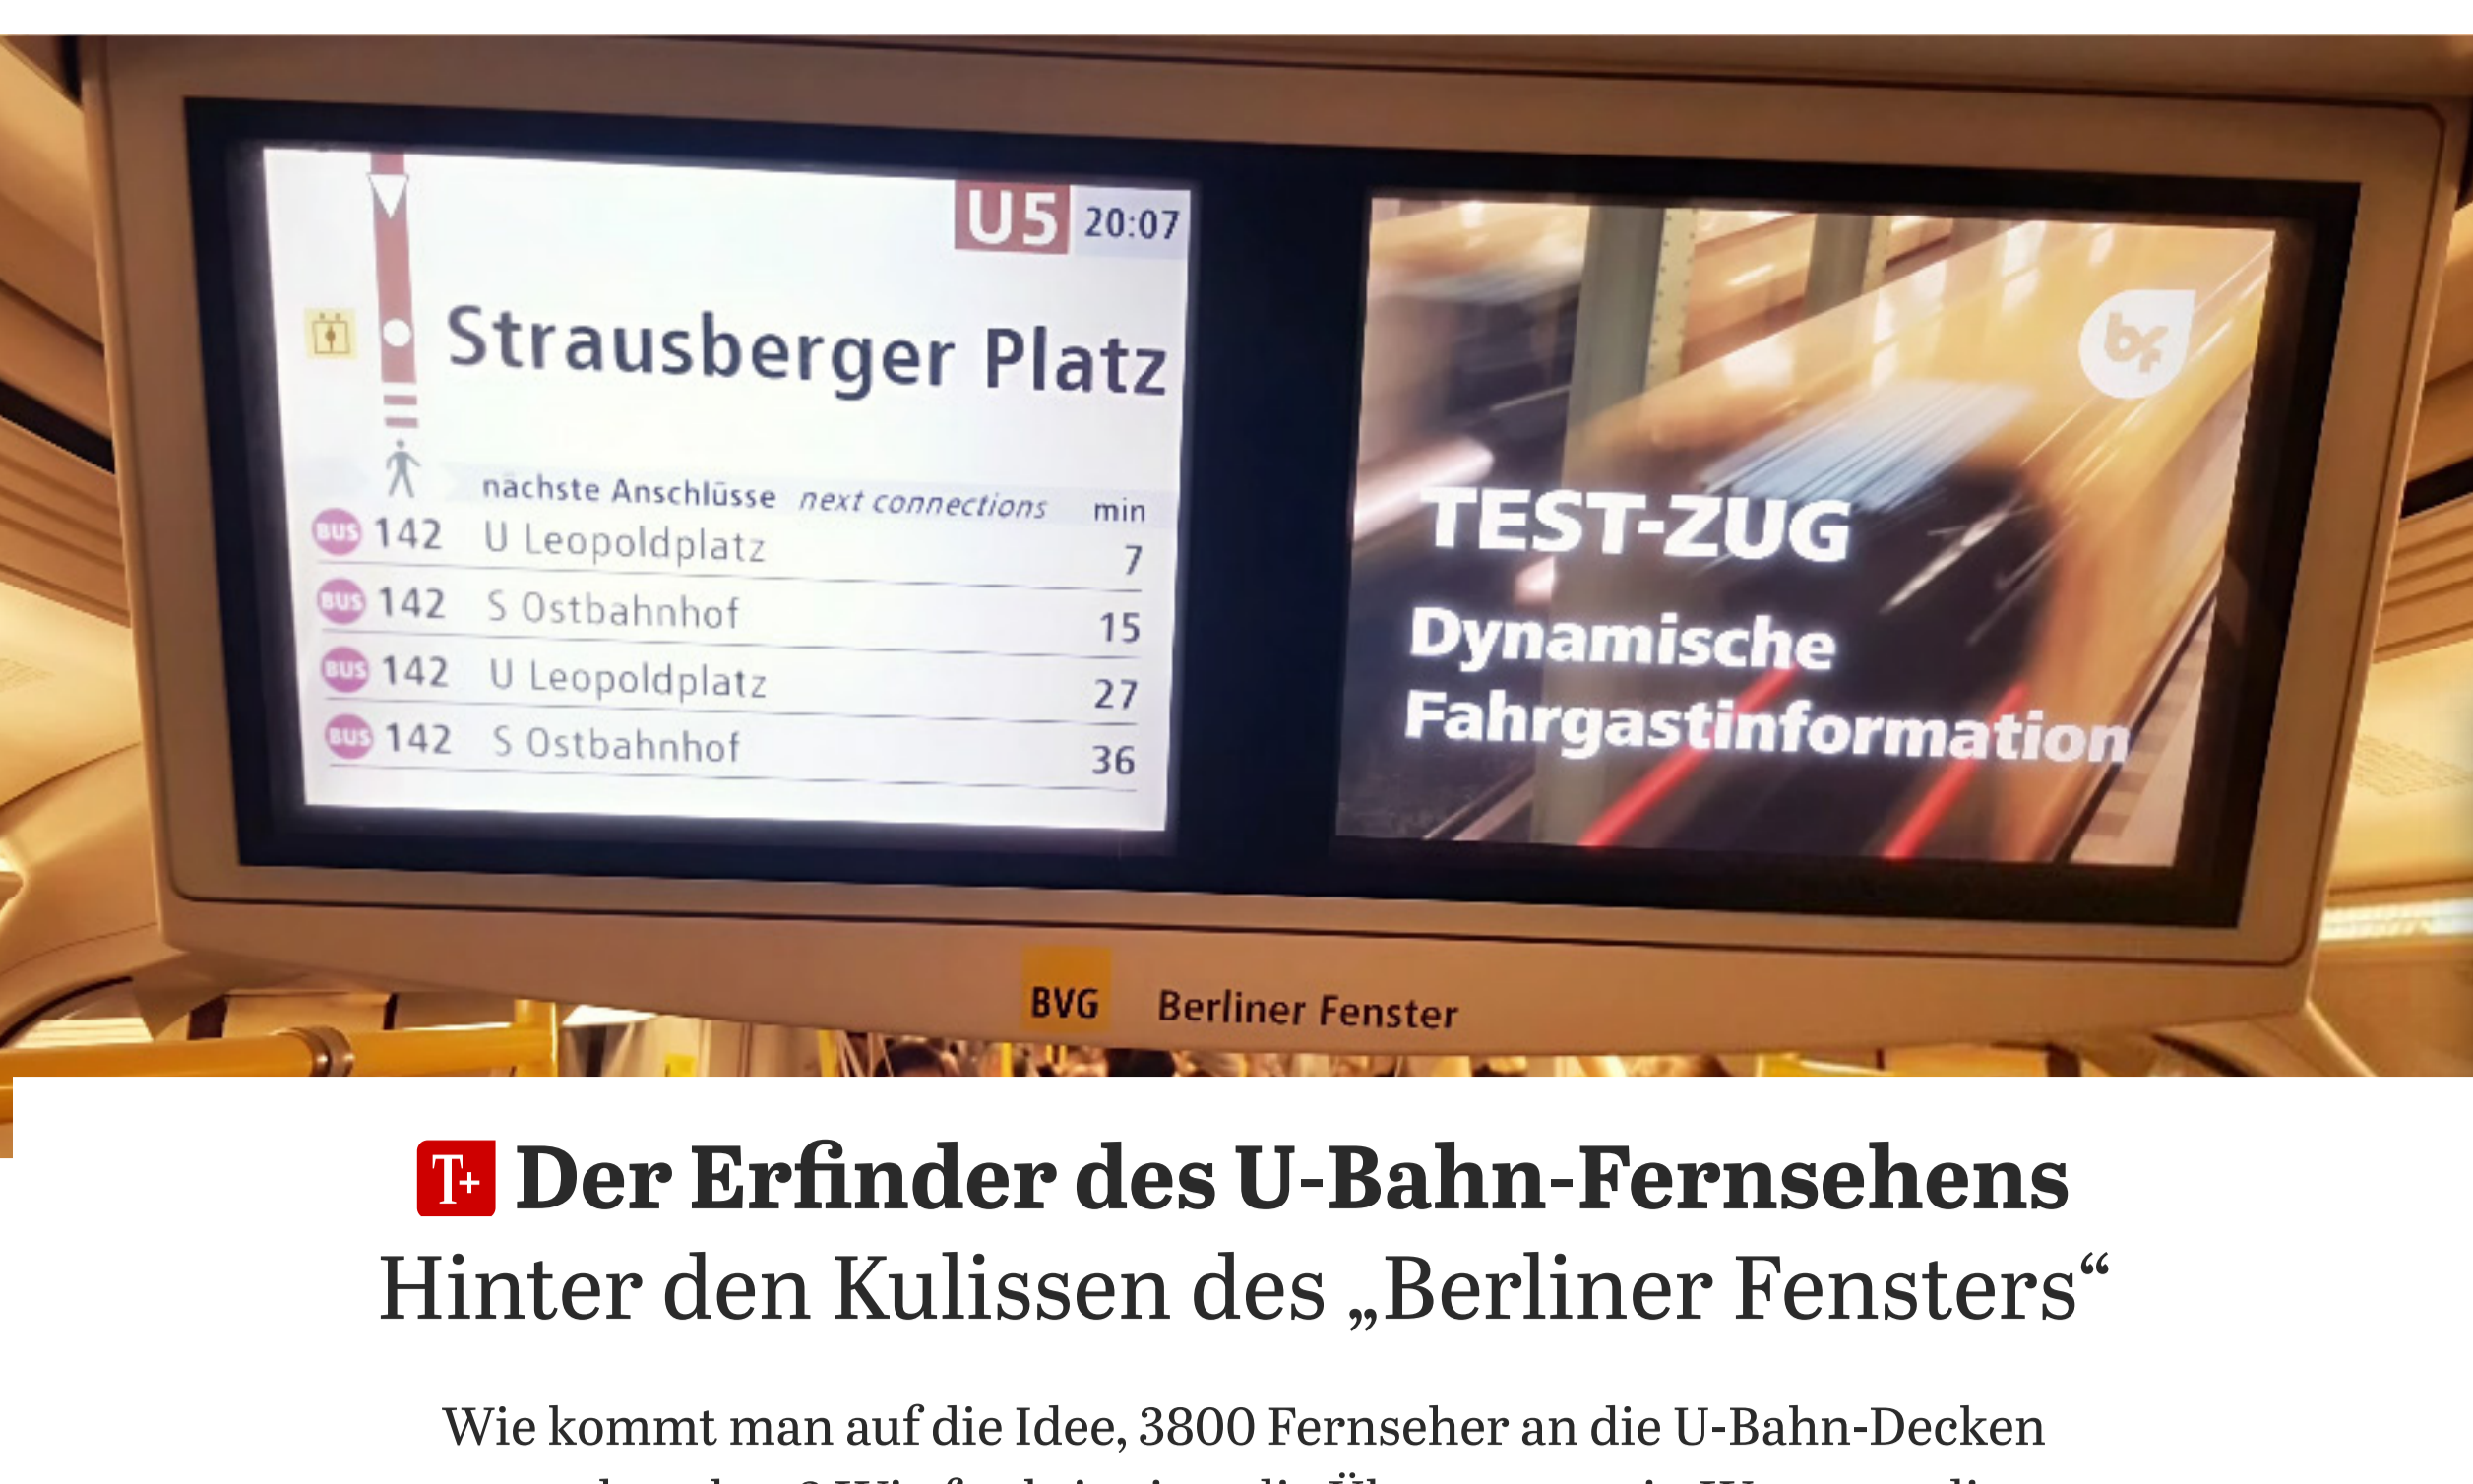 U5 20:07
Strausberger Platz
nächste Anschlüsse next connections min
BUS 142 U Leopoldplatz 7
BUS 142 S Ostbahnhof 15
BUS 142 U Leopoldplatz 27
BUS 142 S Ostbahnhof 36
bf
TEST-ZUG
Dynamische
Fahrgastinformation
BVG Berliner Fenster
T+ Der Erfinder des U-Bahn-Fernsehens
Hinter den Kulissen des „Berliner Fensters“
Wie kommt man auf die Idee, 3800 Fernseher an die U-Bahn-Decken